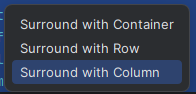 Surround with Container
Surround with Row
Surround with Column